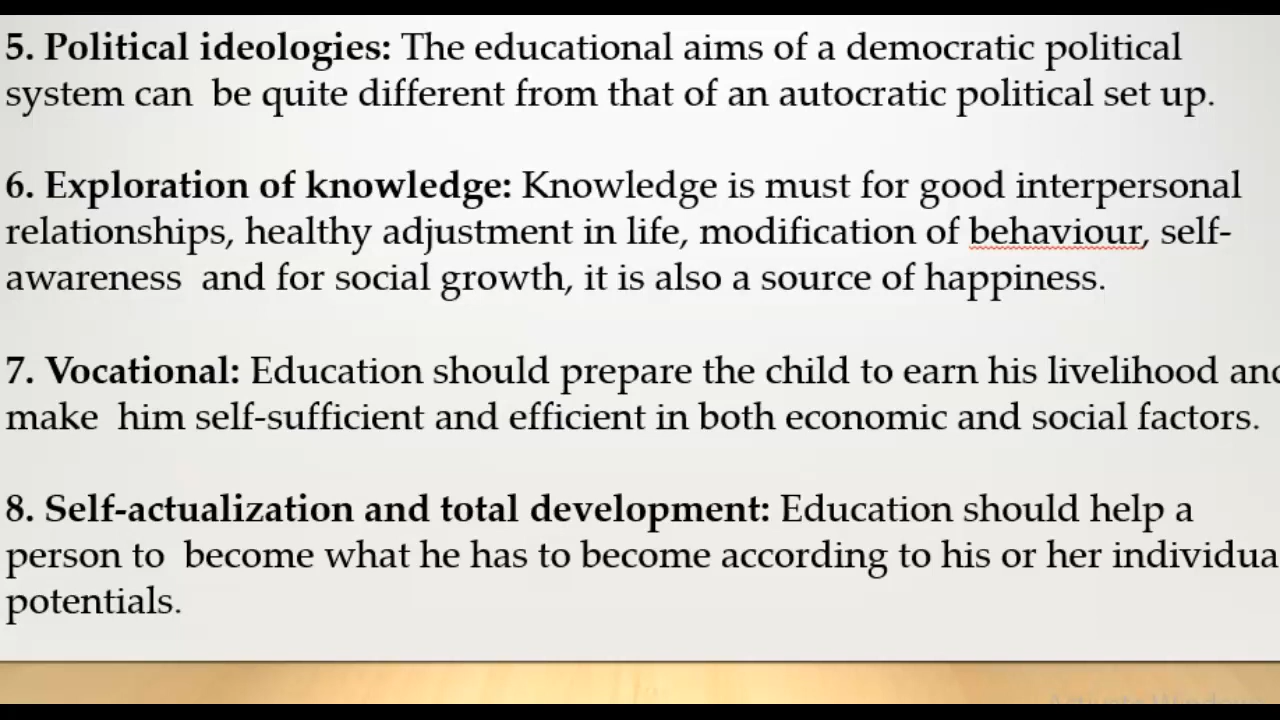 5. Political ideologies: The educational aims of a democratic political
system can be quite different from that of an autocratic political set up.
6. Exploration of knowledge: Knowledge is must for good interpersonal
relationships, healthy adjustment in life, modification of behaviour, self-
awareness and for social growth, it is also a source of happiness.
7. Vocational: Education should prepare the child to earn his livelihood and
make him self-sufficient and efficient in both economic and social factors.
8. Self-actualization and total development: Education should help a
person to become what he has to become according to his or her individua
potentials.